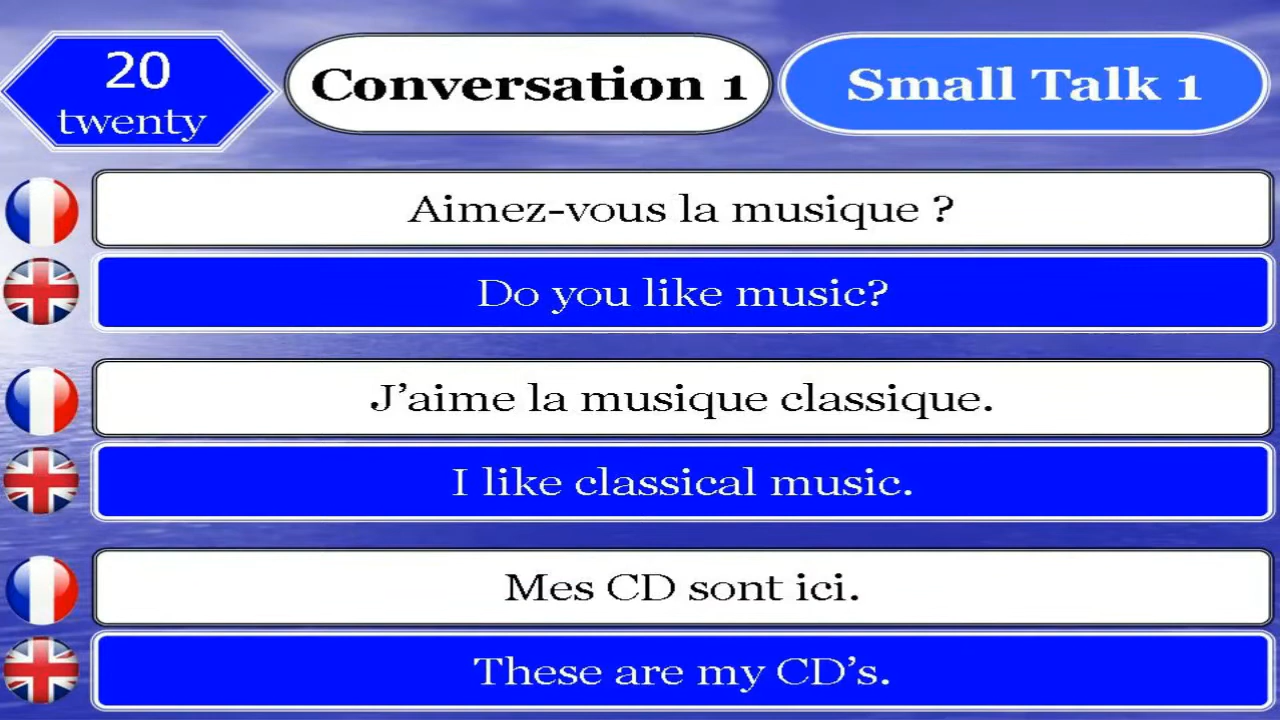 20
twenty
Conversation 1
Small Talk 1
Aimez-vous la musique ?
Do you like music?
J’aime la musique classique.
I like classical music.
Mes CD sont ici.
These are my CD’s.